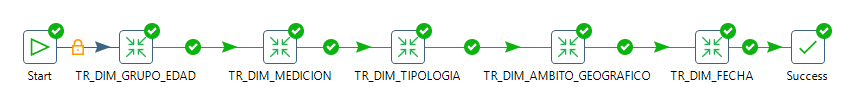 Start
TR_DIM_GRUPO_EDAD
TR_DIM_MEDICION
TR_DIM_TIPOLOGIA
TR_DIM_AMBITO_GEOGRAFICO
TR_DIM_FECHA
Success